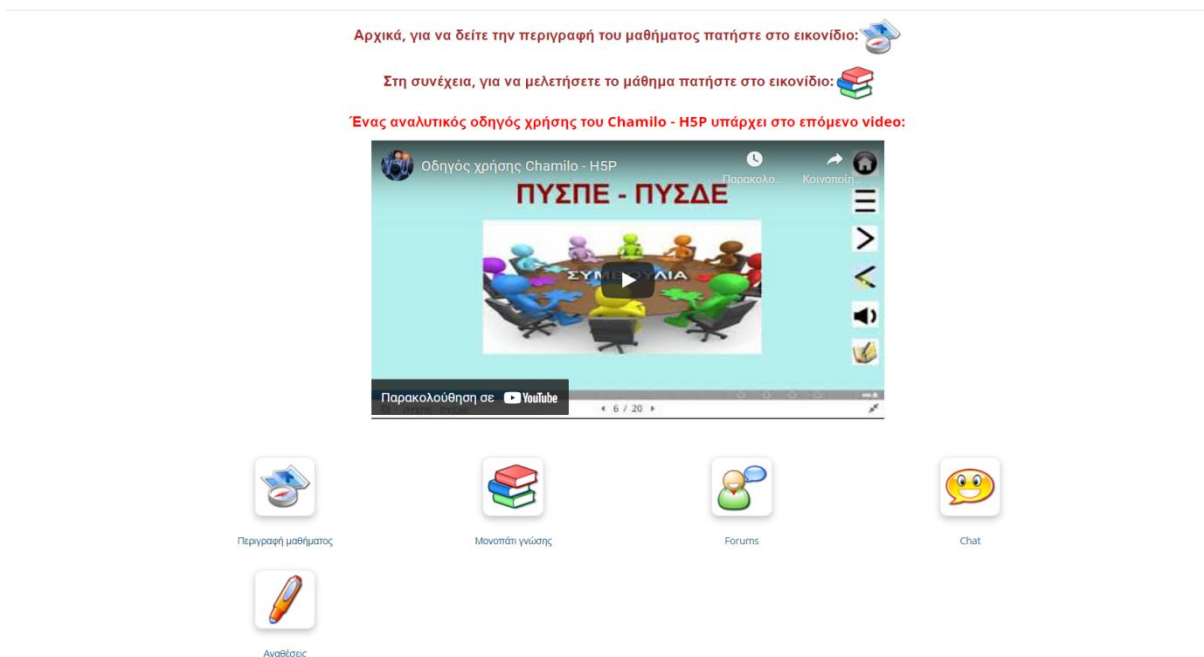 Αρχικά, για να δείτε την περιγραφή του μαθήματος πατήστε στο εικονίδιο:
Στη συνέχεια, για να μελετήσετε το μάθημα πατήστε στο εικονίδιο:
Ένας αναλυτικός οδηγός χρήσης του Chamilo - H5P υπάρχει στο επόμενο video:
Οδηγός χρήσης Chamilo - H5P
Παρακολο... Κοινοποίη...
ΠΥΣΠΕ - ΠΥΣΔΕ
Παρακολούθηση σε YouTube
6 / 20
Περιγραφή μαθήματος
Μονοπάτι γνώσης
Forums
Chat
Αναθέσεις